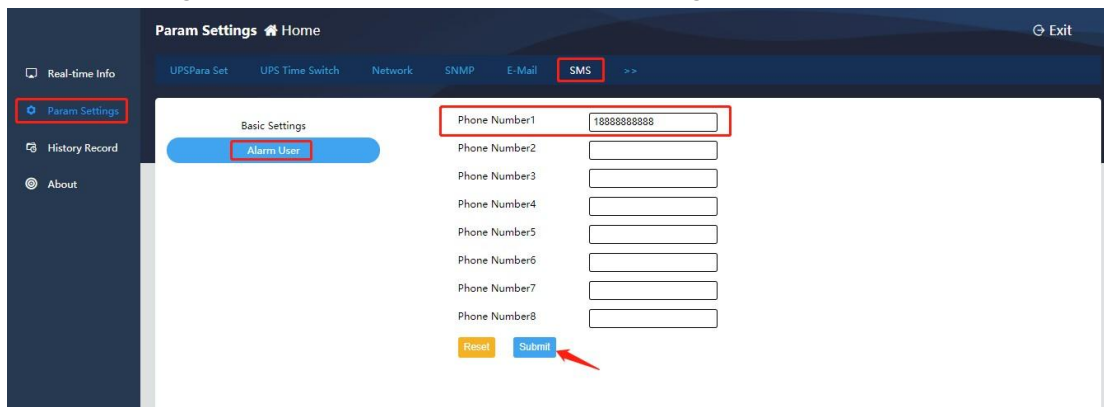 Param Settings Home
Exit
Real-time Info
Param Settings
History Record
About
UPSPara Set UPS Time Switch Network SNMP E-Mail SMS >>
Basic Settings
Alarm User
Phone Number1 18888888888
Phone Number2
Phone Number3
Phone Number4
Phone Number5
Phone Number6
Phone Number7
Phone Number8
Reset Submit